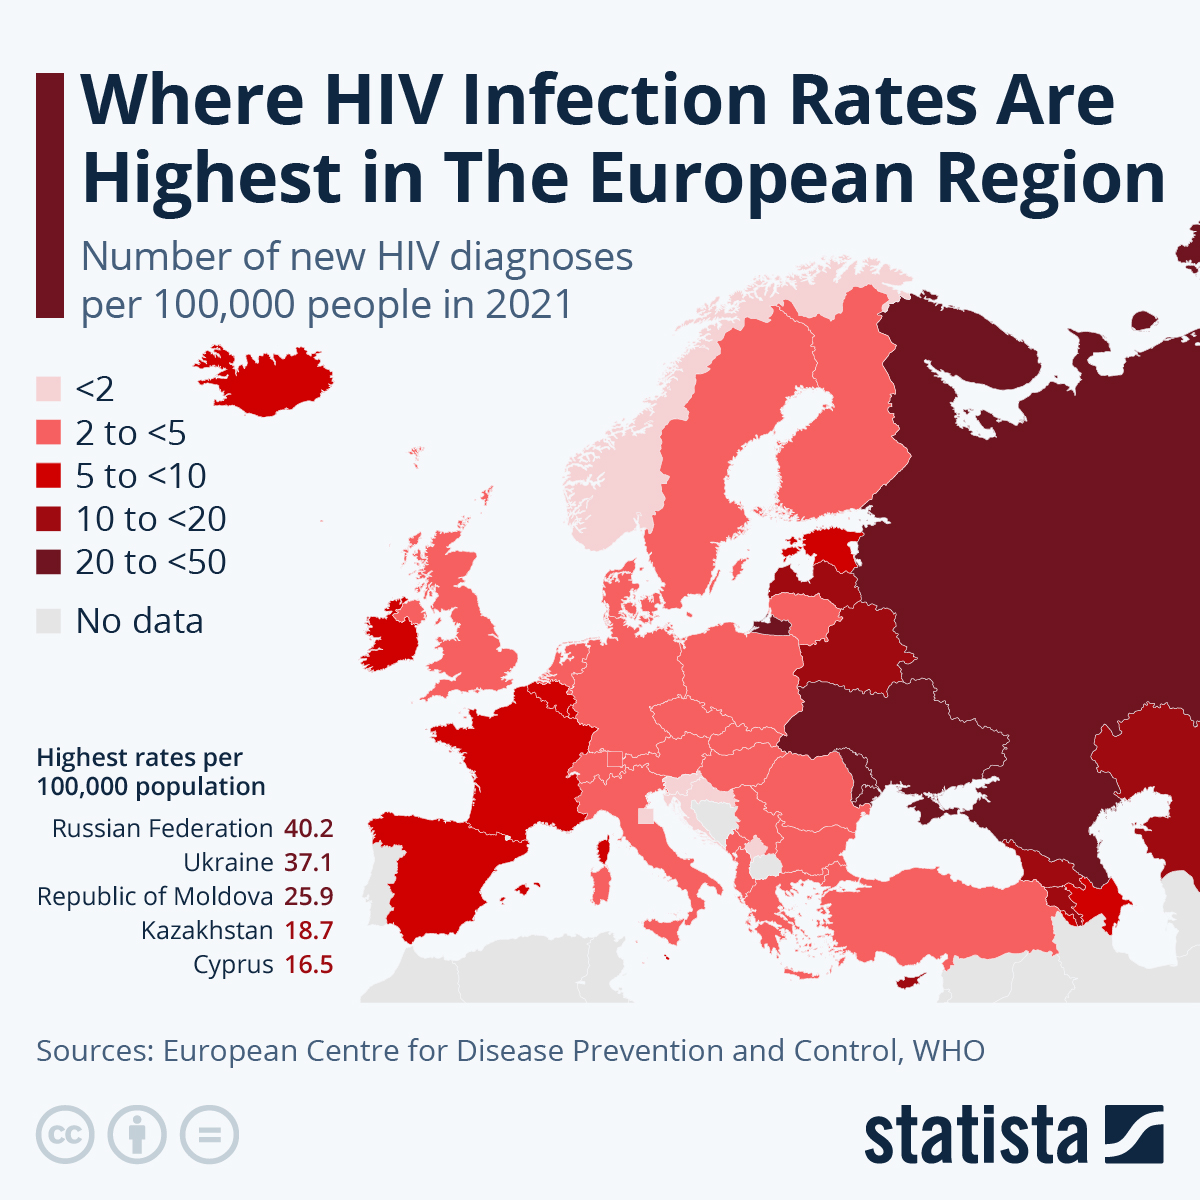 Where HIV Infection Rates Are
Highest in The European Region
Number of new HIV diagnoses
per 100,000 people in 2021
<2
2 to <5
5 to <10
10 to <20
20 to <50
No data
Highest rates per
100,000 population
Russian Federation 40.2
Ukraine 37.1
Republic of Moldova 25.9
Kazakhstan 18.7
Cyprus 16.5
Sources: European Centre for Disease Prevention and Control, WHO
cc
statista